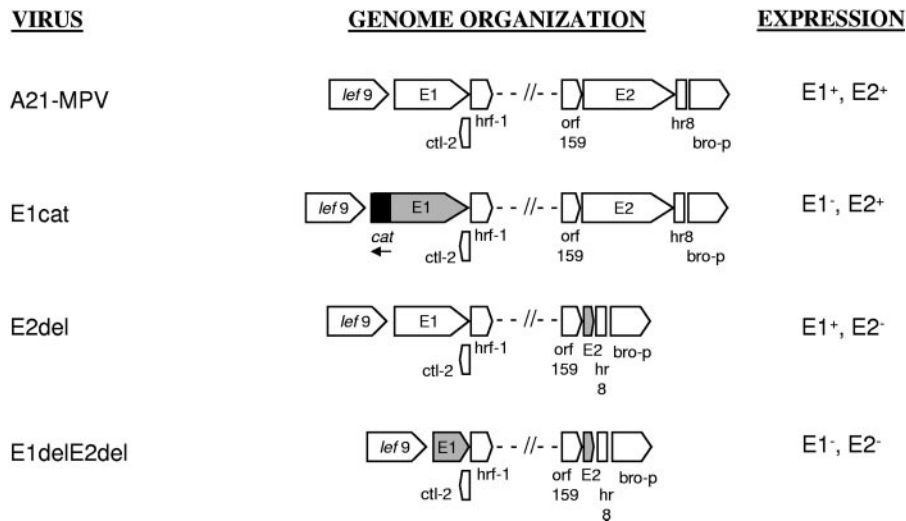 VIRUS GENOME ORGANIZATION EXPRESSION
A21-MPV lef 9 E1 - - // - - E2 E1+, E2+
hrf-1 orf hr8
ctl-2 159 bro-p
E1cat lef 9 E1 - - // - - E2 E1-, E2+
cat hrf-1 orf hr8
ctl-2 159 bro-p
E2del lef 9 E1 - - // - - E1+, E2-
hrf-1 orf E2 bro-p
ctl-2 159 hr
8
E1delE2del lef 9 E1 - - // - - E1-, E2-
hrf-1 orf E2 bro-p
ctl-2 159 hr
8